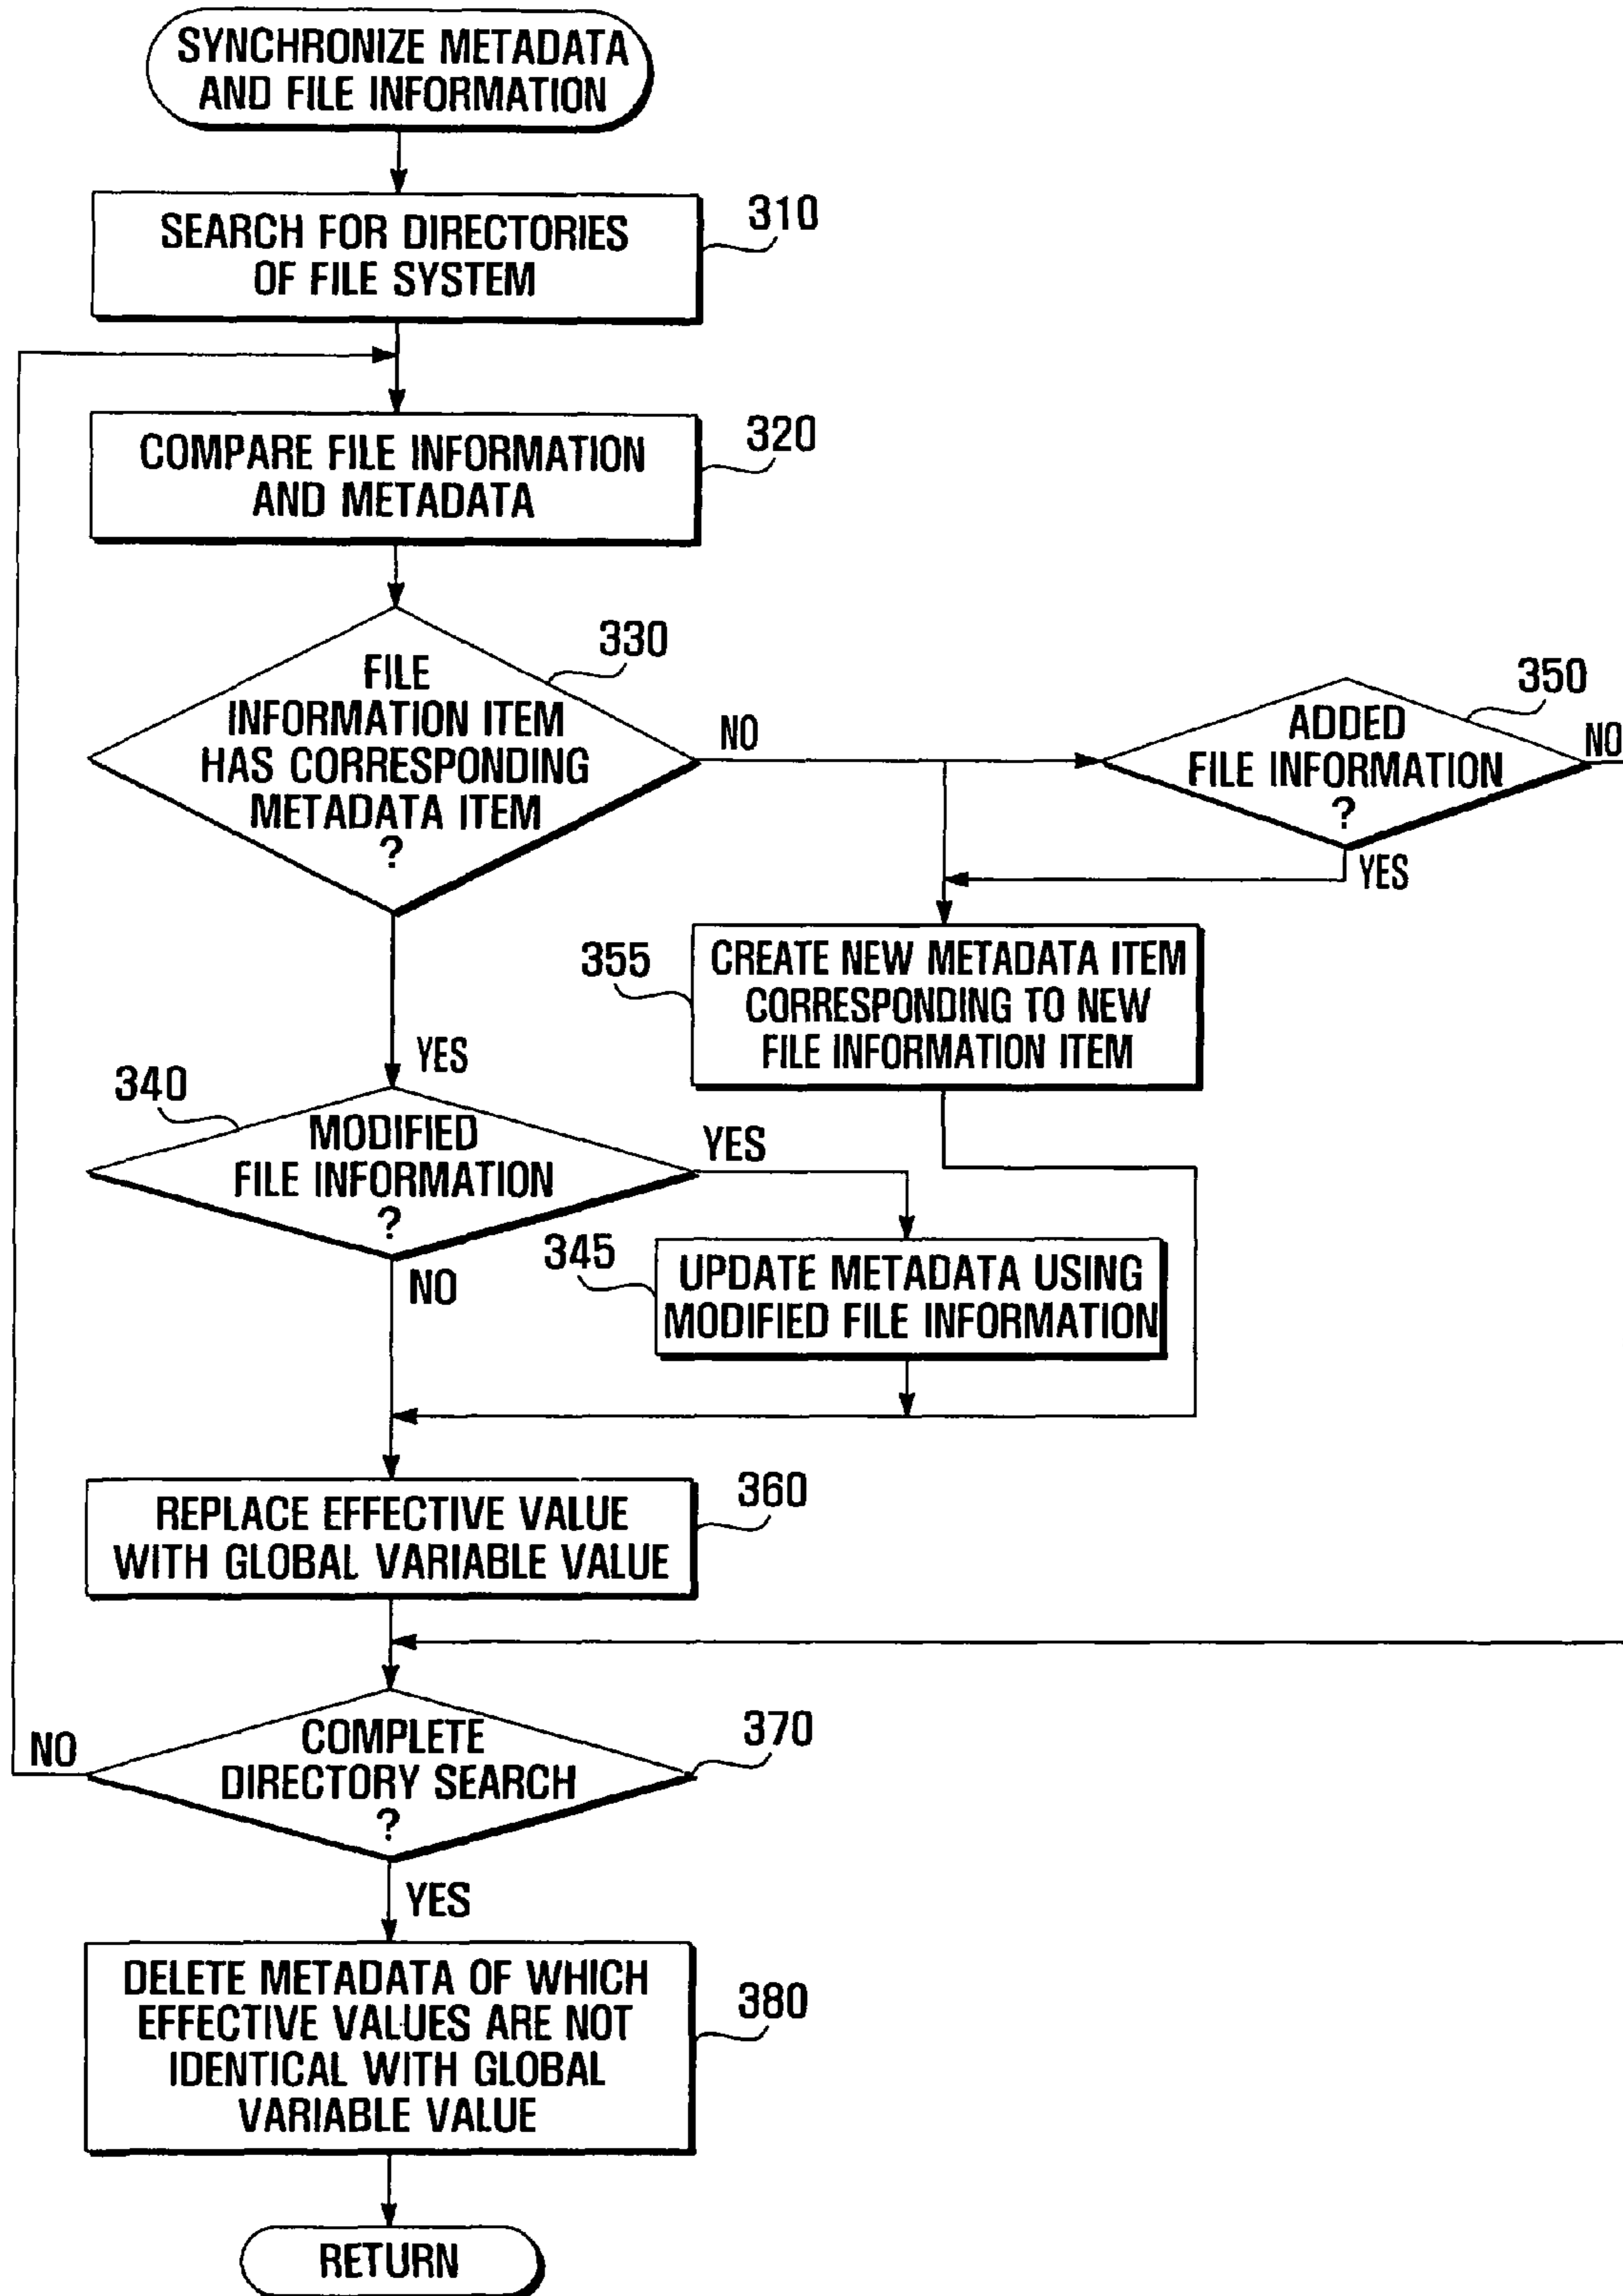 SYNCHRONIZE METADATA
AND FILE INFORMATION
SEARCH FOR DIRECTORIES
OF FILE SYSTEM
310
COMPARE FILE INFORMATION
AND METADATA
320
FILE
INFORMATION ITEM
HAS CORRESPONDING
METADATA ITEM
?
330
NO
ADDED
FILE INFORMATION
?
350
NO
YES
355
CREATE NEW METADATA ITEM
CORRESPONDING TO NEW
FILE INFORMATION ITEM
YES
340
MODIFIED
FILE INFORMATION
?
YES
NO
345
UPDATE METADATA USING
MODIFIED FILE INFORMATION
REPLACE EFFECTIVE VALUE
WITH GLOBAL VARIABLE VALUE
360
NO
COMPLETE
DIRECTORY SEARCH
?
370
YES
DELETE METADATA OF WHICH
EFFECTIVE VALUES ARE NOT
IDENTICAL WITH GLOBAL
VARIABLE VALUE
380
RETURN